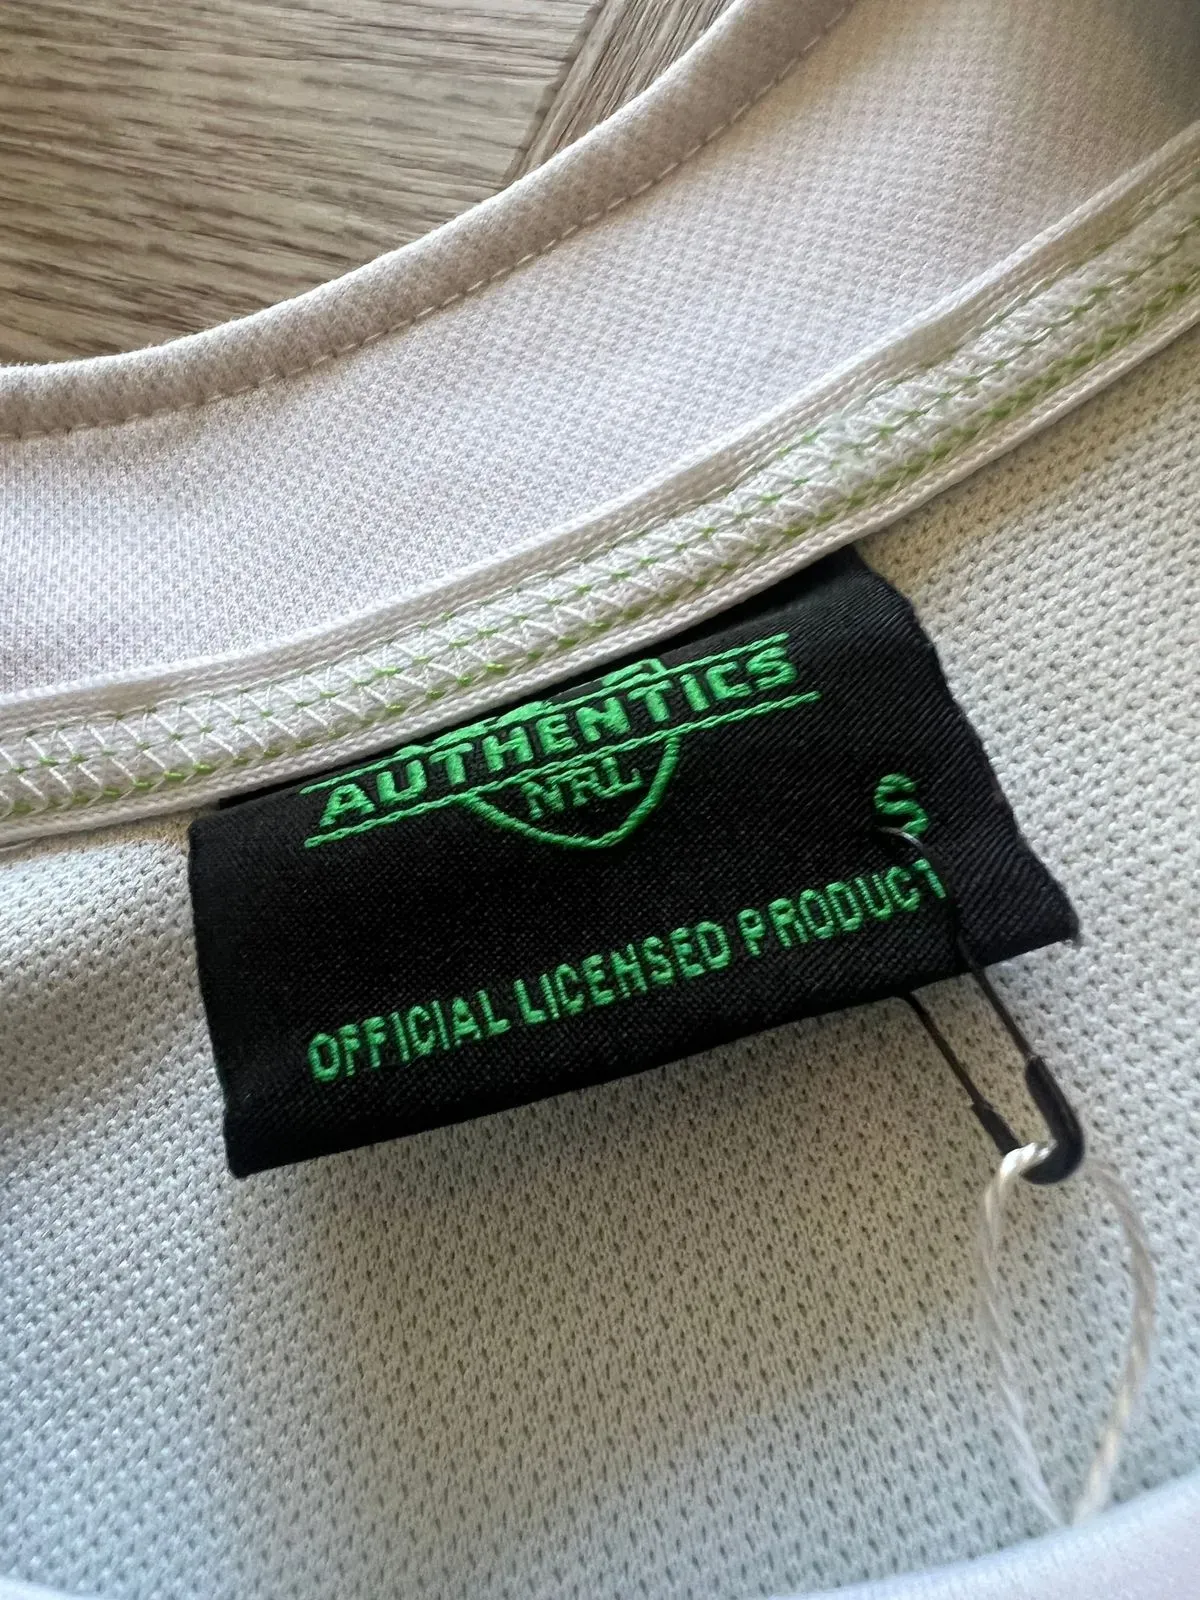 AUTHENTICS
NRL
S
OFFICIAL LICENSED PRODUCT